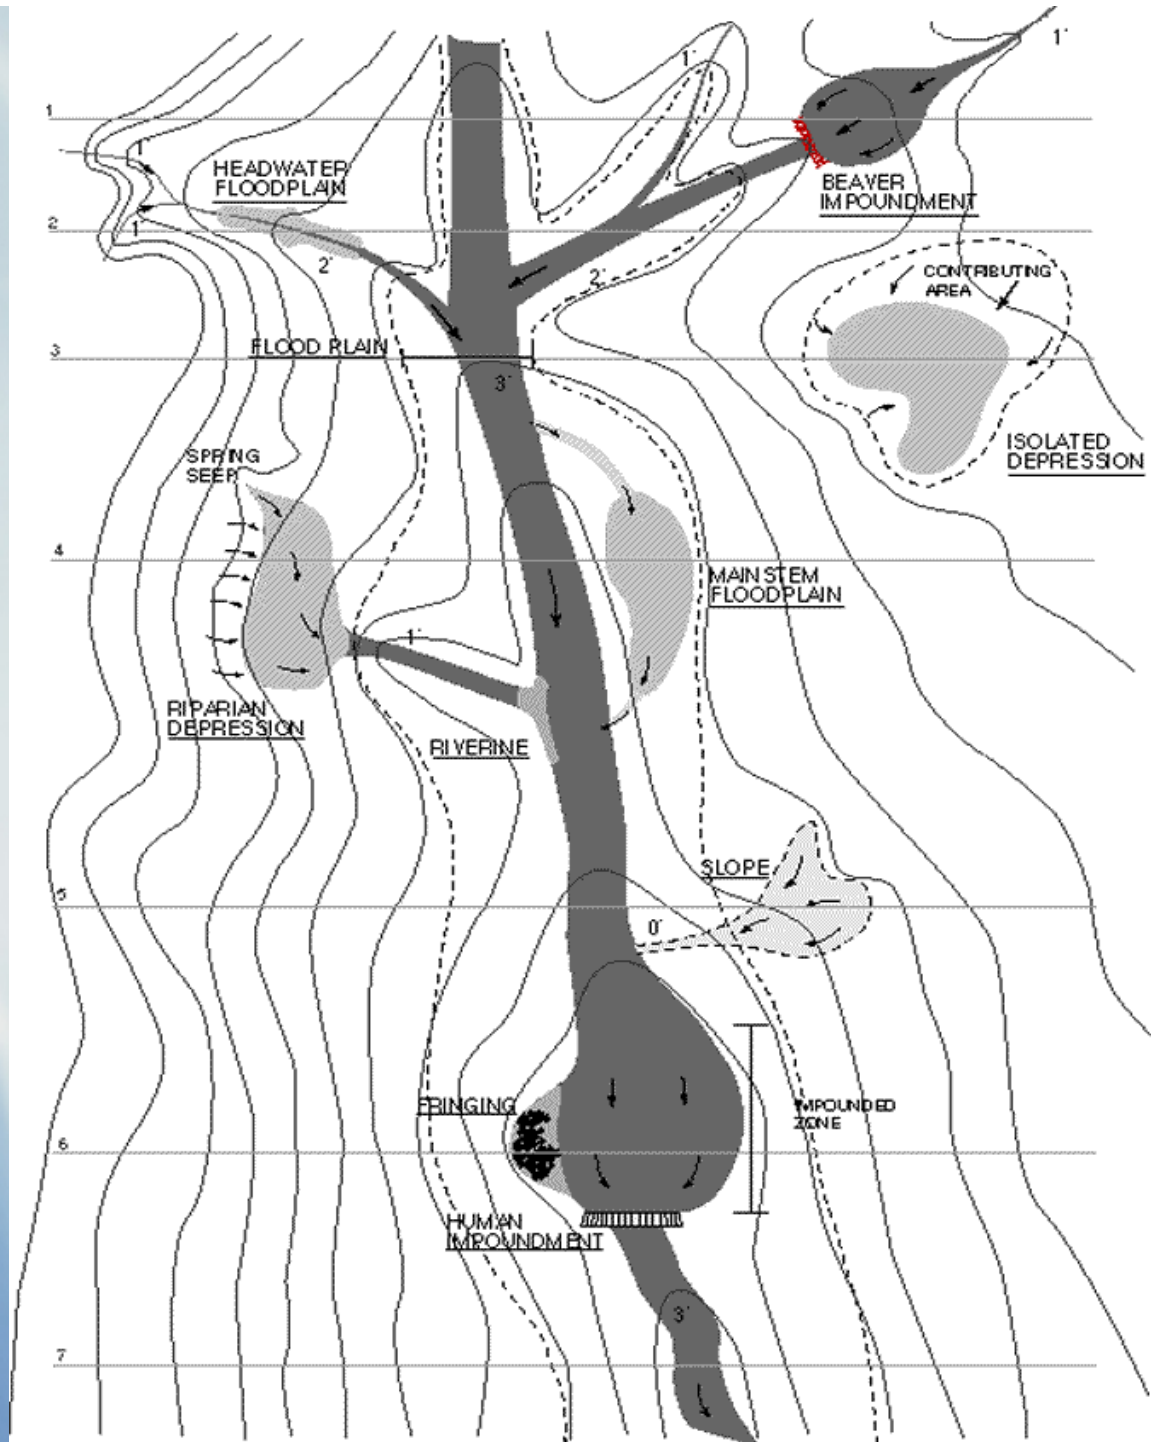 1'
1'
1
1
HEADWATER
FLOODPLAIN
BEAVER
IMPOUNDMENT
2
1
2'
2'
CONTRIBUTING
AREA
FLOOD PLAIN
3
3'
ISOLATED
DEPRESSION
SPRING
SEEP
4
MAIN STEM
FLOODPLAIN
1'
RIPARIAN
DEPRESSION
RIVERINE
SLOPE
5
0'
FRINGING
IMPOUNDED
ZONE
6
HUMAN
IMPOUNDMENT
3'
7